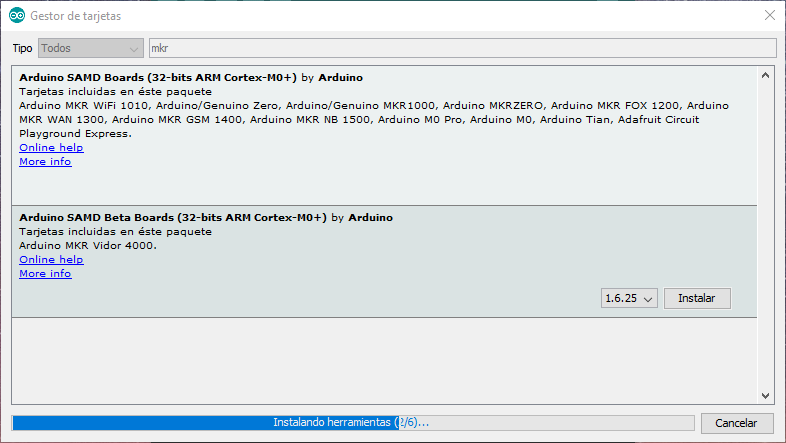 Gestor de tarjetas
Tipo Todos mkr
Arduino SAMD Boards (32-bits ARM Cortex-M0+) by Arduino
Tarjetas incluidas en éste paquete
Arduino MKR WiFi 1010, Arduino/Genuino Zero, Arduino/Genuino MKR1000, Arduino MKRZERO, Arduino MKR FOX 1200, Arduino
MKR WAN 1300, Arduino MKR GSM 1400, Arduino MKR NB 1500, Arduino M0 Pro, Arduino M0, Arduino Tian, Adafruit Circuit
Playground Express.
Online help
More info
Arduino SAMD Beta Boards (32-bits ARM Cortex-M0+) by Arduino
Tarjetas incluidas en éste paquete
Arduino MKR Vidor 4000.
Online help
More info
1.6.25 Instalar
Instalando herramientas (2/6)... Cancelar